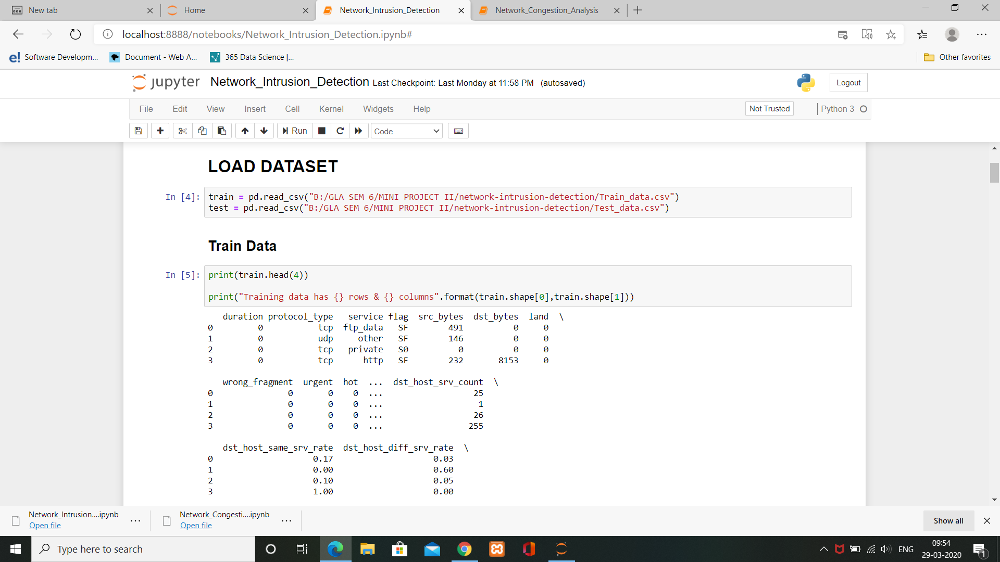 New tab
Home
Network_Intrusion_Detection
Network_Congestion_Analysis
localhost:8888/notebooks/Network_Intrusion_Detection.ipynb#
e! Software Developm...
Document - Web A...
365 Data Science |...
Other favorites
jupyter Network_Intrusion_Detection Last Checkpoint: Last Monday at 11:58 PM (autosaved)
Logout
File Edit View Insert Cell Kernel Widgets Help
Not Trusted
Python 3
Run
Code
LOAD DATASET
In [4]: train = pd.read_csv("B:/GLA SEM 6/MINI PROJECT II/network-intrusion-detection/Train_data.csv")
test = pd.read_csv("B:/GLA SEM 6/MINI PROJECT II/network-intrusion-detection/Test_data.csv")
Train Data
In [5]: print(train.head(4))
print("Training data has {} rows & {} columns".format(train.shape[0],train.shape[1]))
duration protocol_type service flag src_bytes dst_bytes land \
0 0 tcp ftp_data SF 491 0 0
1 0 udp other SF 146 0 0
2 0 tcp private S0 0 0 0
3 0 tcp http SF 232 8153 0
wrong_fragment urgent hot ... dst_host_srv_count \
0 0 0 0 ... 25
1 0 0 0 ... 1
2 0 0 0 ... 26
3 0 0 0 ... 255
dst_host_same_srv_rate dst_host_diff_srv_rate \
0 0.17 0.03
1 0.00 0.60
2 0.10 0.05
3 1.00 0.00
Network_Intrusion....ipynb
Open file
Network_Congesti....ipynb
Open file
Show all
Type here to search
ENG
09:54
29-03-2020
1